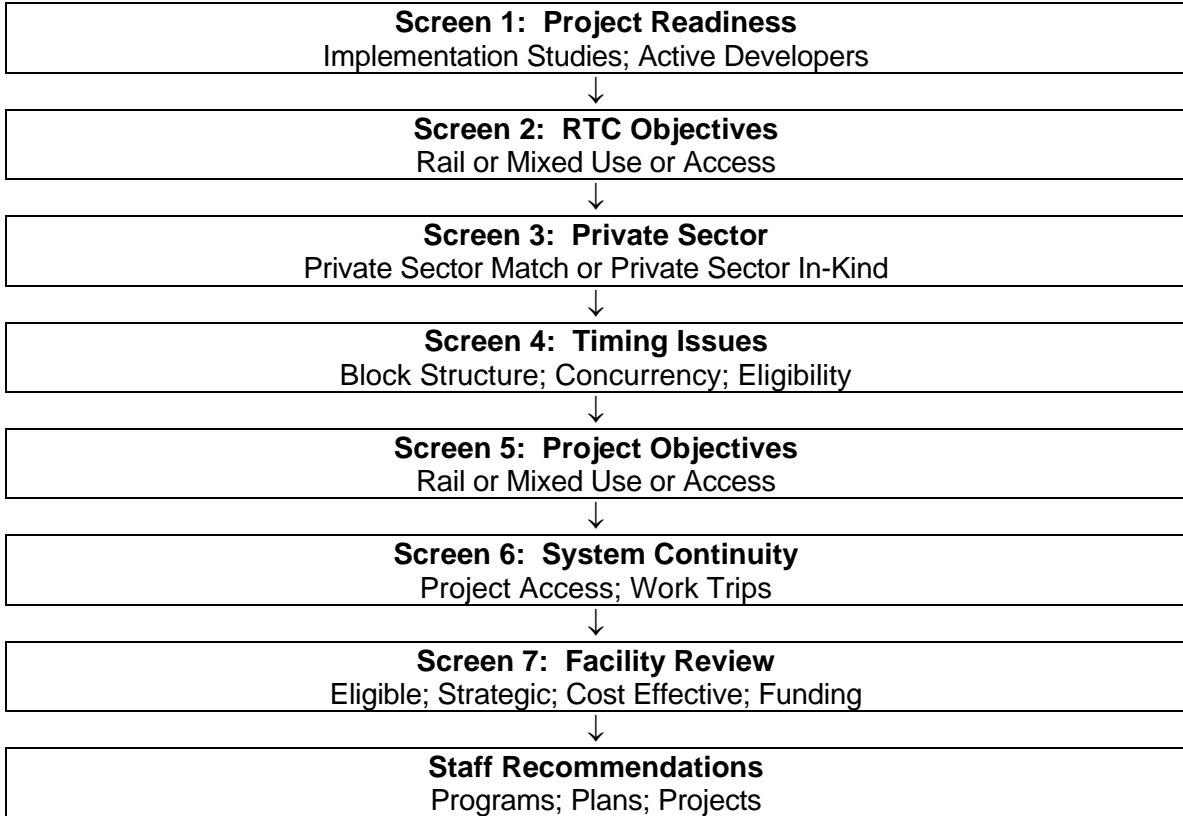 Screen 1: Project Readiness
Implementation Studies; Active Developers
↓
Screen 2: RTC Objectives
Rail or Mixed Use or Access
↓
Screen 3: Private Sector
Private Sector Match or Private Sector In-Kind
↓
Screen 4: Timing Issues
Block Structure; Concurrency; Eligibility
↓
Screen 5: Project Objectives
Rail or Mixed Use or Access
↓
Screen 6: System Continuity
Project Access; Work Trips
↓
Screen 7: Facility Review
Eligible; Strategic; Cost Effective; Funding
↓
Staff Recommendations
Programs; Plans; Projects